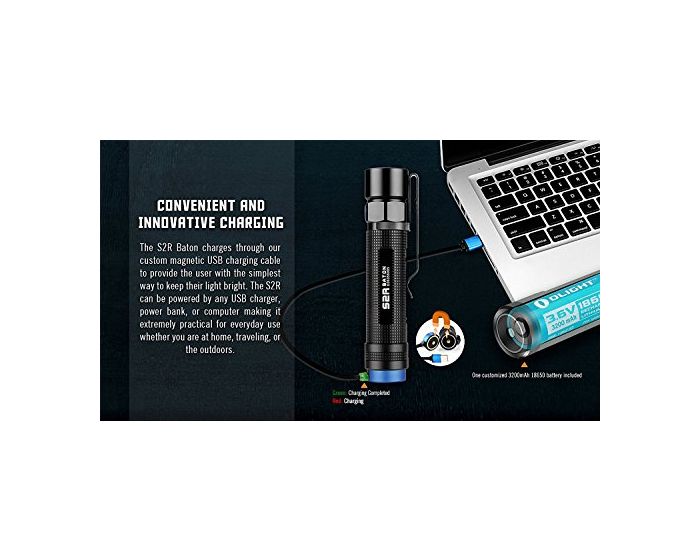 CONVENIENT AND
INNOVATIVE CHARGING
The S2R Baton charges through our
custom magnetic USB charging cable
to provide the user with the simplest
way to keep their light bright. The S2R
can be powered by any USB charger,
power bank, or computer making it
extremely practical for everyday use
whether you are at home, traveling, or
the outdoors.
S2R BATON
OLIGHT
3.6V 186
3200 mAh
One customized 3200mAh 18650 battery included
Green: Charging Completed
Red: Charging